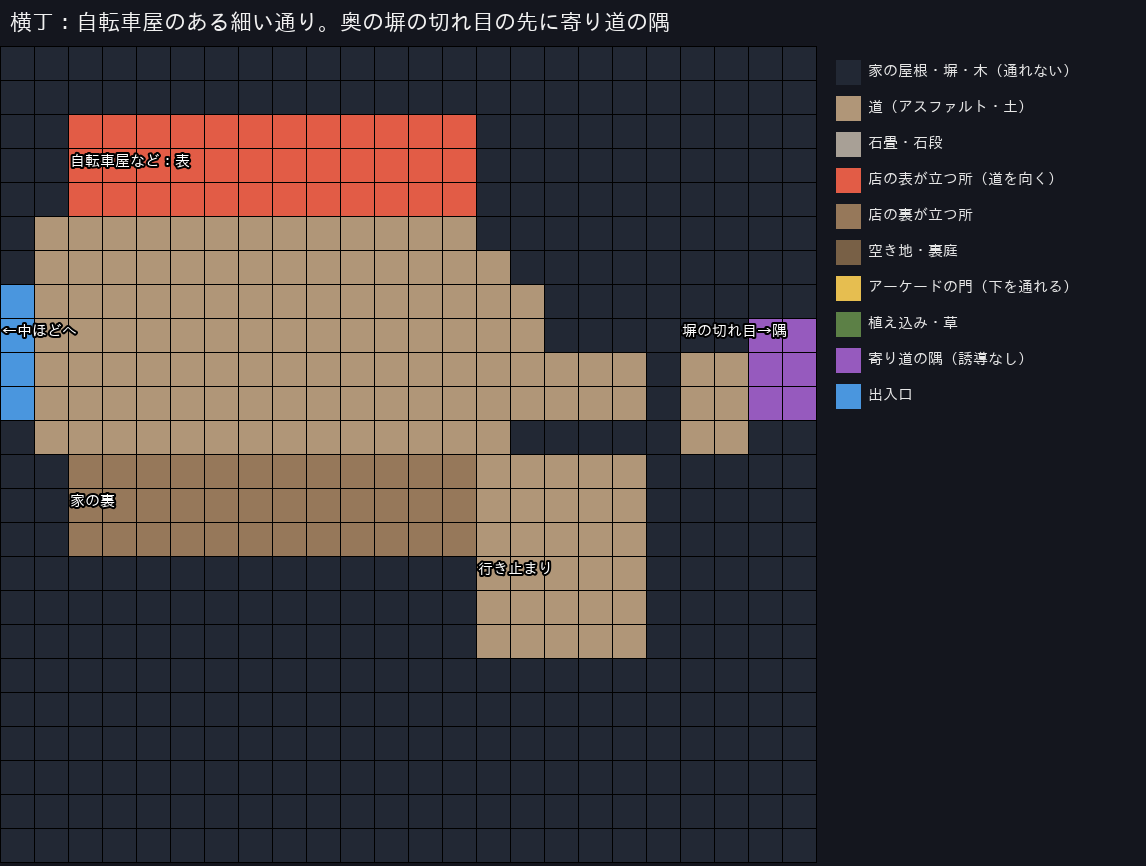 横丁：自転車屋のある細い通り。奥の塀の切れ目の先に寄り道の隅
家の屋根・塀・木（通れない）
道（アスファルト・土）
石畳・石段
店の表が立つ所（道を向く）
店の裏が立つ所
空き地・裏庭
アーケードの門（下を通れる）
植え込み・草
寄り道の隅（誘導なし）
出入口
自転車屋など：表
←中ほどへ
塀の切れ目→隅
家の裏
行き止まり